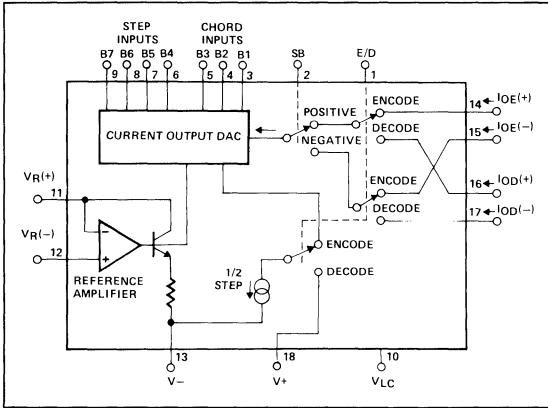 STEP INPUTS
CHORD INPUTS
B7 B6 B5 B4 B3 B2 B1 SB E/D
9 8 7 6 5 4 3 2 1
POSITIVE
ENCODE
14 IOE(+)
NEGATIVE
DECODE
15 IOE(−)
CURRENT OUTPUT DAC
ENCODE
16 IOD(+)
DECODE
17 IOD(−)
VR(+)
11
VR(−)
12
−
+
REFERENCE
AMPLIFIER
1/2
STEP
ENCODE
DECODE
13 18 10
V− V+ VLC